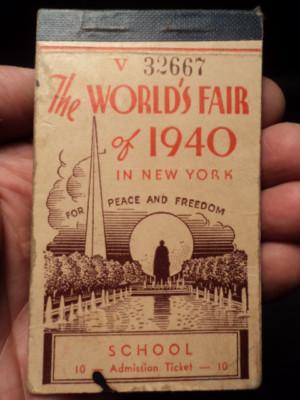 V 32667
The WORLD'S FAIR
of 1940
IN NEW YORK
FOR PEACE AND FREEDOM
SCHOOL
10 — Admission Ticket — 10